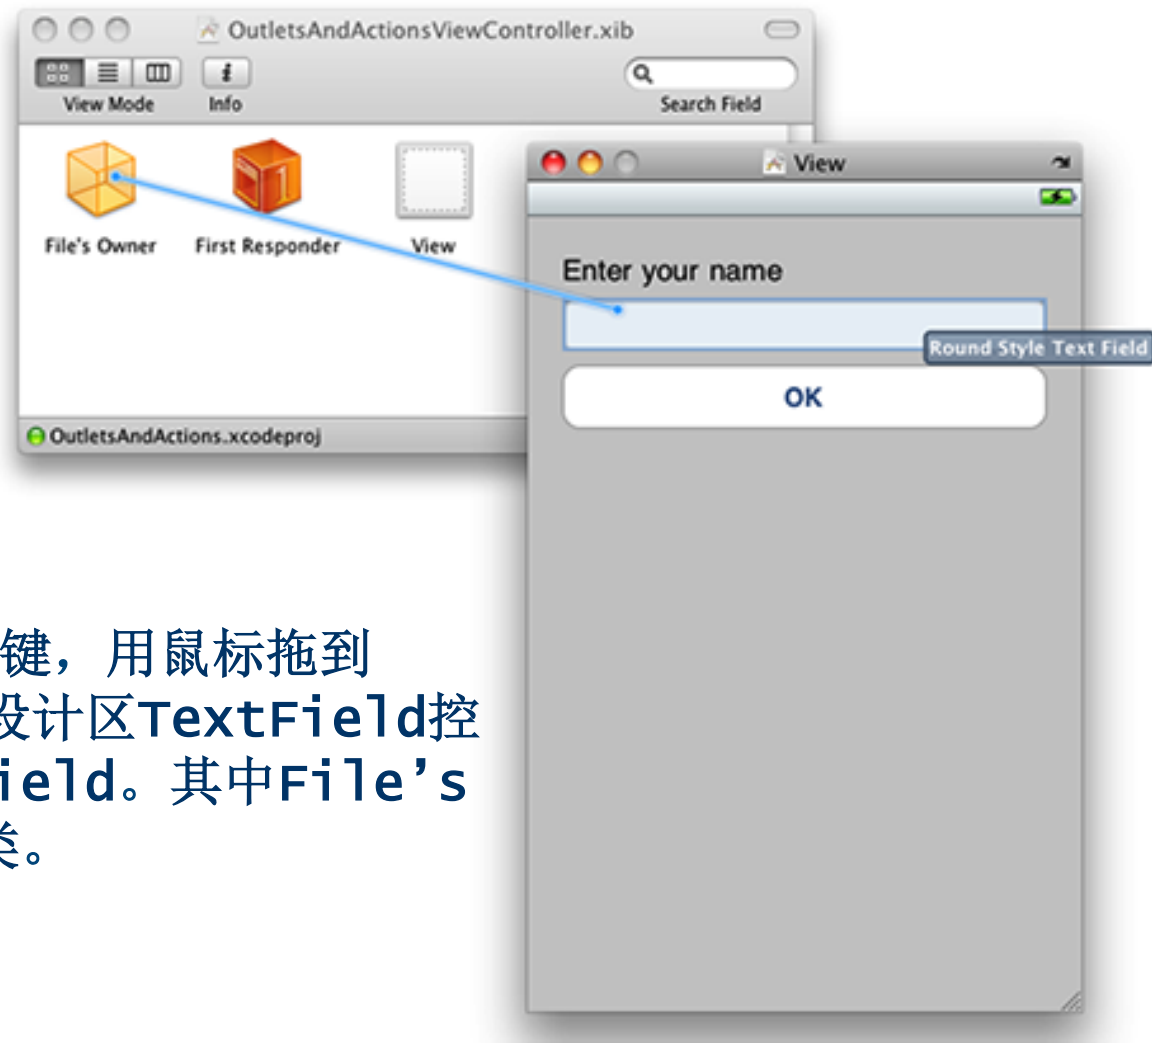 OutletsAndActionsViewController.xib
View Mode
Info
Search Field
File's Owner
First Responder
View
OutletsAndActions.xcodeproj
View
Enter your name
Round Style Text Field
OK
键，用鼠标拖到
设计区TextField控
ield。其中File’s
类。